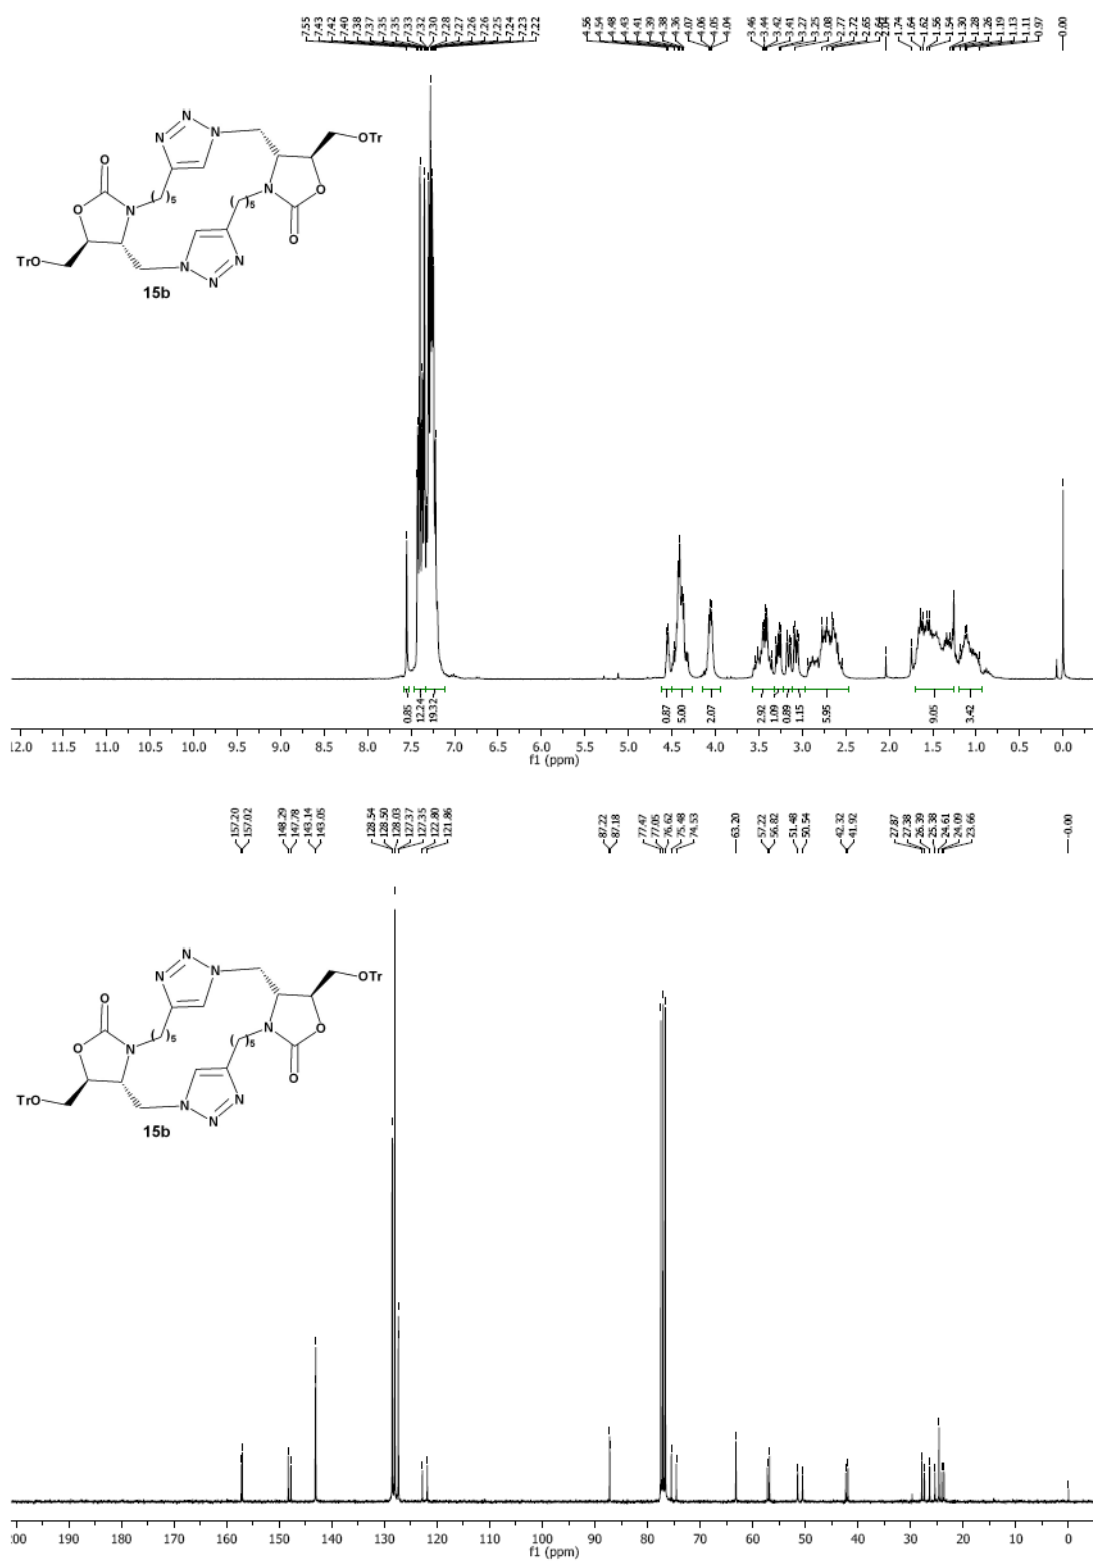 7.55 7.43 7.42 7.40 7.38 7.37 7.35 7.35 7.33 7.32 7.30 7.28 7.27 7.26 7.26 7.25 7.24 7.23 7.22 4.56 4.54 4.48 4.43 4.41 4.39 4.38 4.36 4.07 4.06 4.05 4.04 3.46 3.44 3.42 3.41 3.27 3.25 3.08 2.77 2.72 2.65 2.64 2.04 1.74 1.64 1.62 1.56 1.54 1.30 1.28 1.26 1.19 1.13 1.11 0.97 -0.00
N N N OTr
O O N ( )5 N ( )5 O O
TrO N N N
15b
0.85 12.24 19.32 0.87 5.00 2.07 2.92 1.09 0.89 1.15 5.95 9.05 3.42
12.0 11.5 11.0 10.5 10.0 9.5 9.0 8.5 8.0 7.5 7.0 6.5 6.0 5.5 5.0 4.5 4.0 3.5 3.0 2.5 2.0 1.5 1.0 0.5 0.0
f1 (ppm)
157.20 157.02 148.29 147.78 143.14 143.05 128.54 128.50 128.03 127.37 127.35 122.80 121.86 87.22 87.18 77.47 77.05 76.62 75.48 74.53 63.20 57.22 56.82 51.48 50.54 42.32 41.92 27.87 27.38 26.39 25.38 24.61 24.09 23.66 -0.00
N N N OTr
O O N ( )5 N ( )5 O O
TrO N N N
15b
190 180 170 160 150 140 130 120 110 100 90 80 70 60 50 40 30 20 10 0
f1 (ppm)